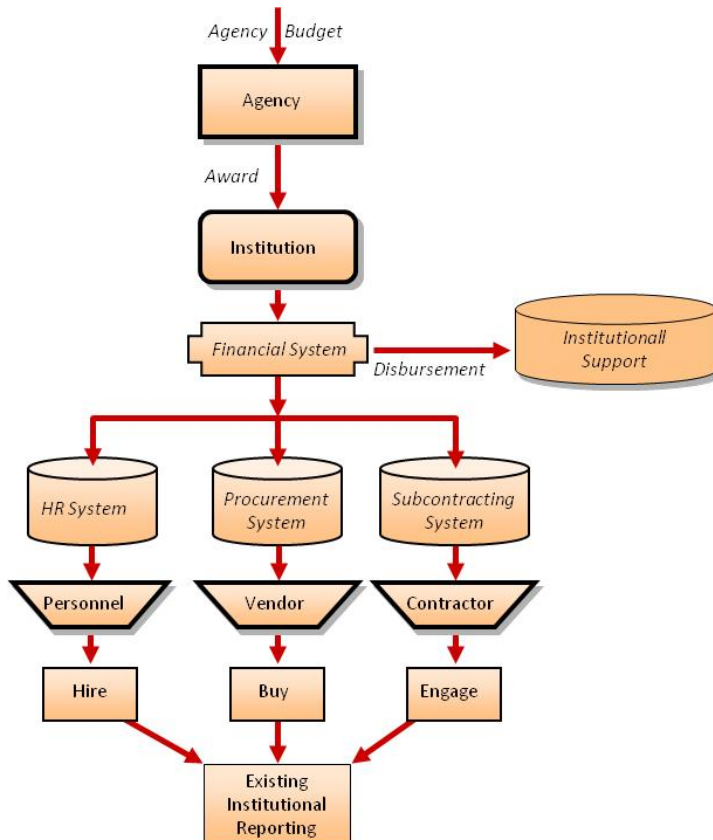 Agency Budget
Agency
Award
Institution
Financial System
Disbursement
Institutionall
Support
HR System
Procurement
System
Subcontracting
System
Personnel
Vendor
Contractor
Hire
Buy
Engage
Existing
Institutional
Reporting